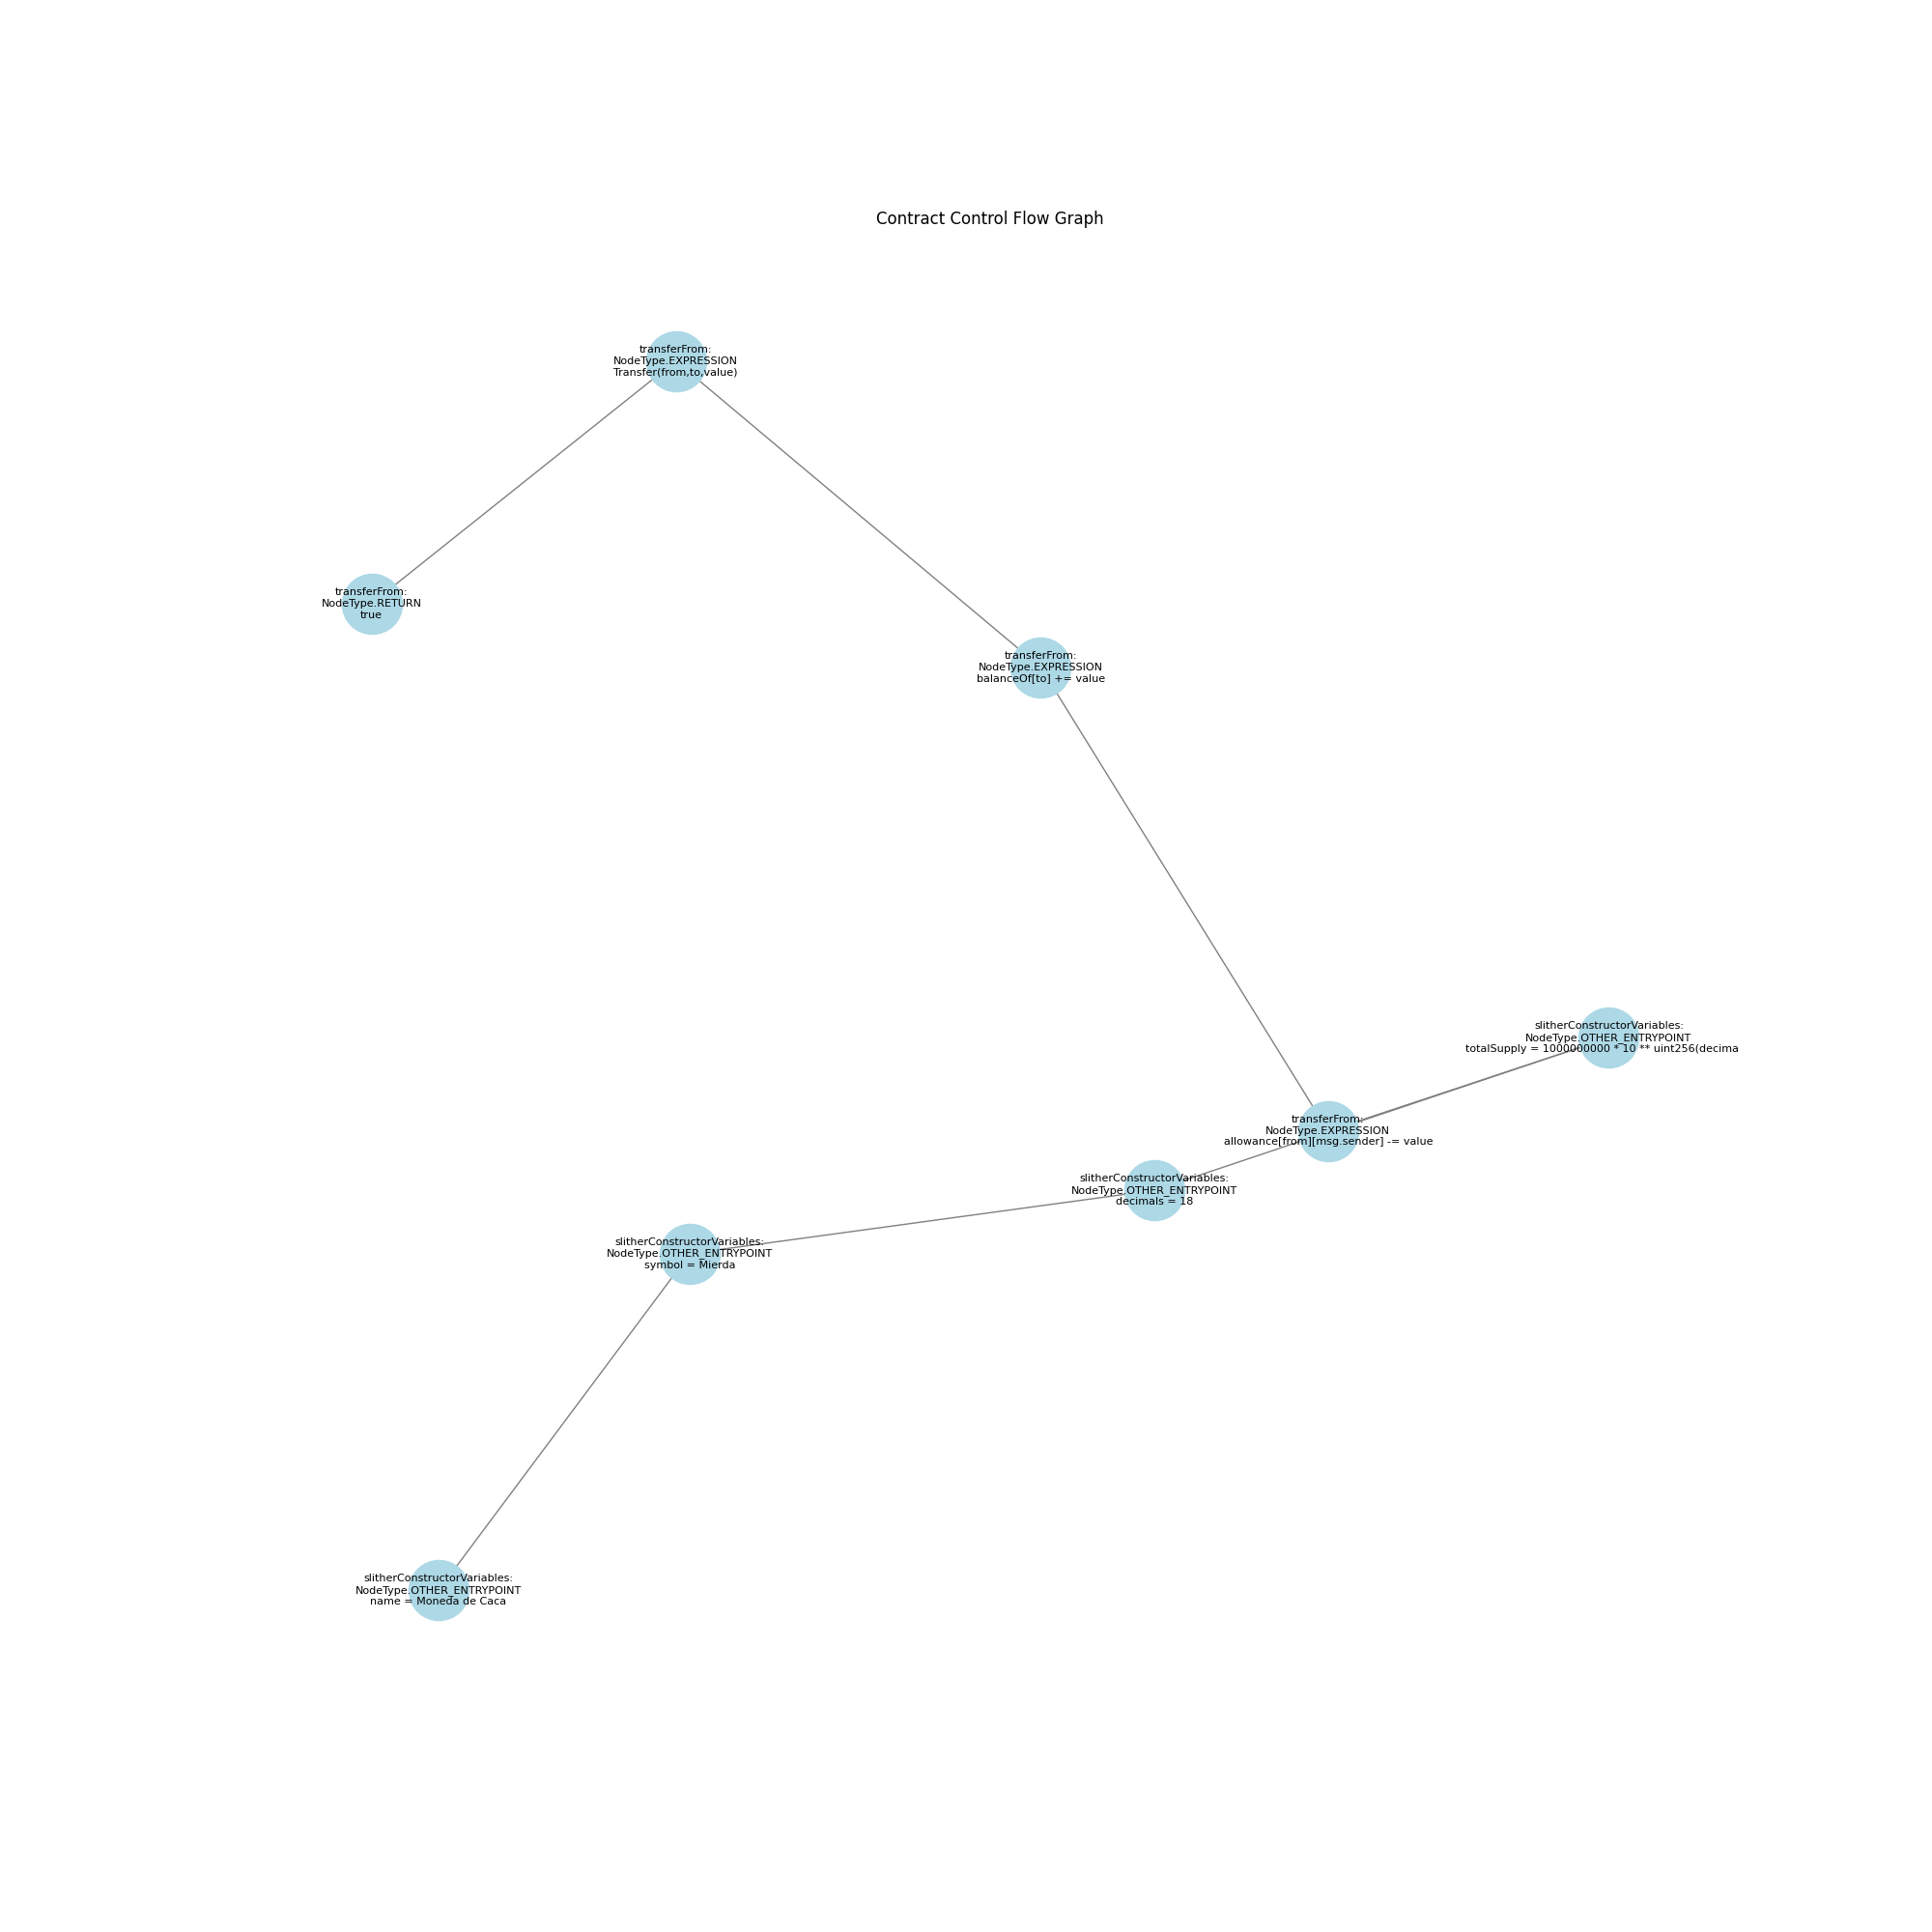 Contract Control Flow Graph
transferFrom:
NodeType.EXPRESSION
Transfer(from,to,value)
transferFrom:
NodeType.RETURN
true
transferFrom:
NodeType.EXPRESSION
balanceOf[to] += value
slitherConstructorVariables:
NodeType.OTHER_ENTRYPOINT
totalSupply = 1000000000 * 10 ** uint256(decima
transferFrom:
NodeType.EXPRESSION
allowance[from][msg.sender] -= value
slitherConstructorVariables:
NodeType.OTHER_ENTRYPOINT
decimals = 18
slitherConstructorVariables:
NodeType.OTHER_ENTRYPOINT
symbol = Mierda
slitherConstructorVariables:
NodeType.OTHER_ENTRYPOINT
name = Moneda de Caca